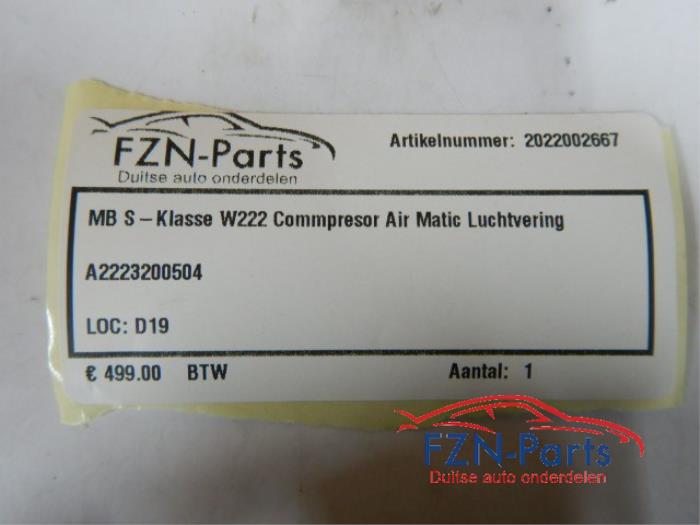 FZN-Parts
Duitse auto onderdelen
Artikelnummer: 2022002667
MB S – Klasse W222 Commpresor Air Matic Luchtvering
A2223200504
LOC: D19
€ 499.00 BTW Aantal: 1
FZN-Parts
Duitse auto onderdelen